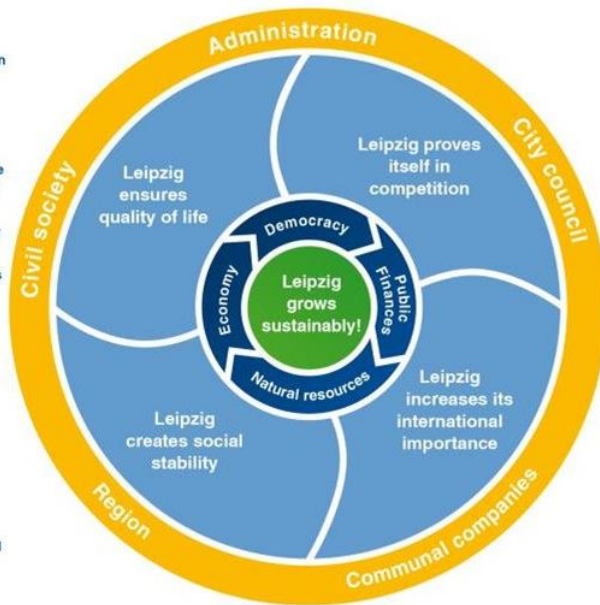 Administration
City council
Civil society
Region
Communal companies
Leipzig
ensures
quality of life
Leipzig proves
itself in
competition
Leipzig
creates social
stability
Leipzig
increases its
international
importance
Democracy
Public
Finances
Economy
Natural resources
Leipzig
grows
sustainably!